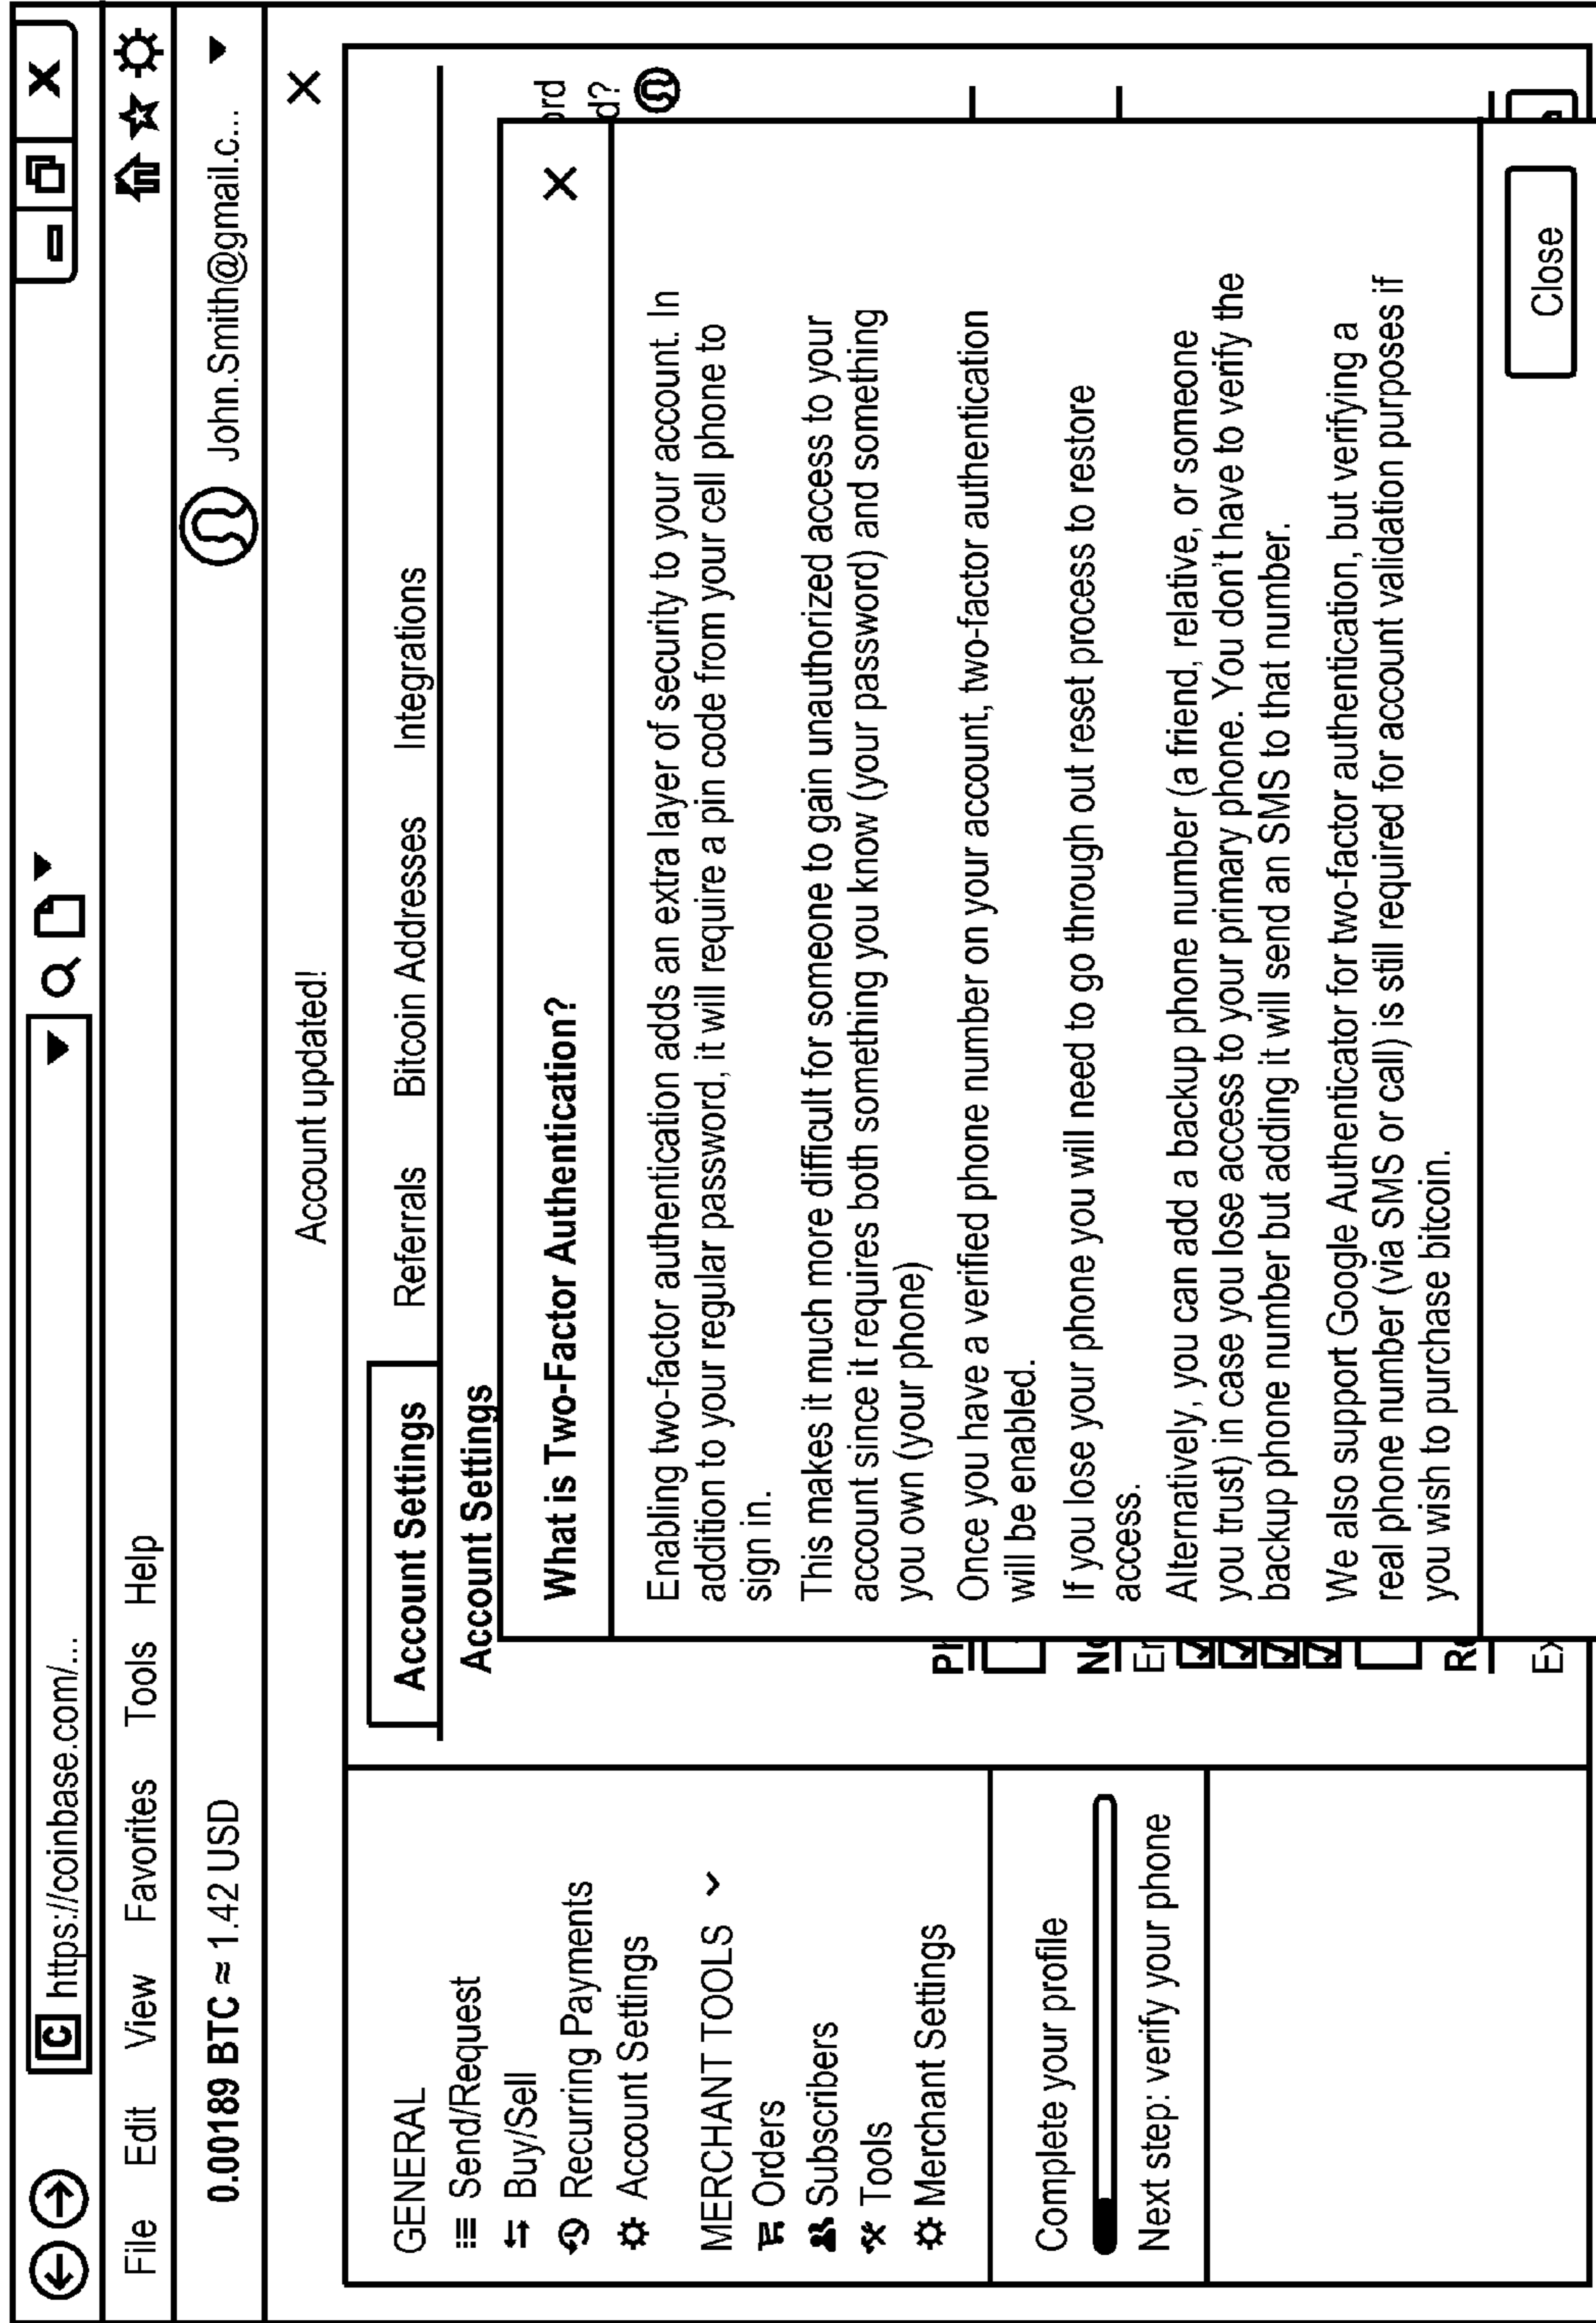 C https://coinbase.com/...
X
File Edit View Favorites Tools Help
0.00189 BTC ≈ 1.42 USD
John.Smith@gmail.c...
Account updated!
X
GENERAL
Send/Request
Buy/Sell
Recurring Payments
Account Settings
MERCHANT TOOLS
Orders
Subscribers
Tools
Merchant Settings
Complete your profile
Next step: verify your phone
Account Settings Referrals Bitcoin Addresses Integrations
Account Settings
What is Two-Factor Authentication?
X
Enabling two-factor authentication adds an extra layer of security to your account. In
addition to your regular password, it will require a pin code from your cell phone to
sign in.
This makes it much more difficult for someone to gain unauthorized access to your
account since it requires both something you know (your password) and something
you own (your phone)
Once you have a verified phone number on your account, two-factor authentication
will be enabled.
If you lose your phone you will need to go through out reset process to restore
access.
Alternatively, you can add a backup phone number (a friend, relative, or someone
you trust) in case you lose access to your primary phone. You don't have to verify the
backup phone number but adding it will send an SMS to that number.
We also support Google Authenticator for two-factor authentication, but verifying a
real phone number (via SMS or call) is still required for account validation purposes if
you wish to purchase bitcoin.
Close